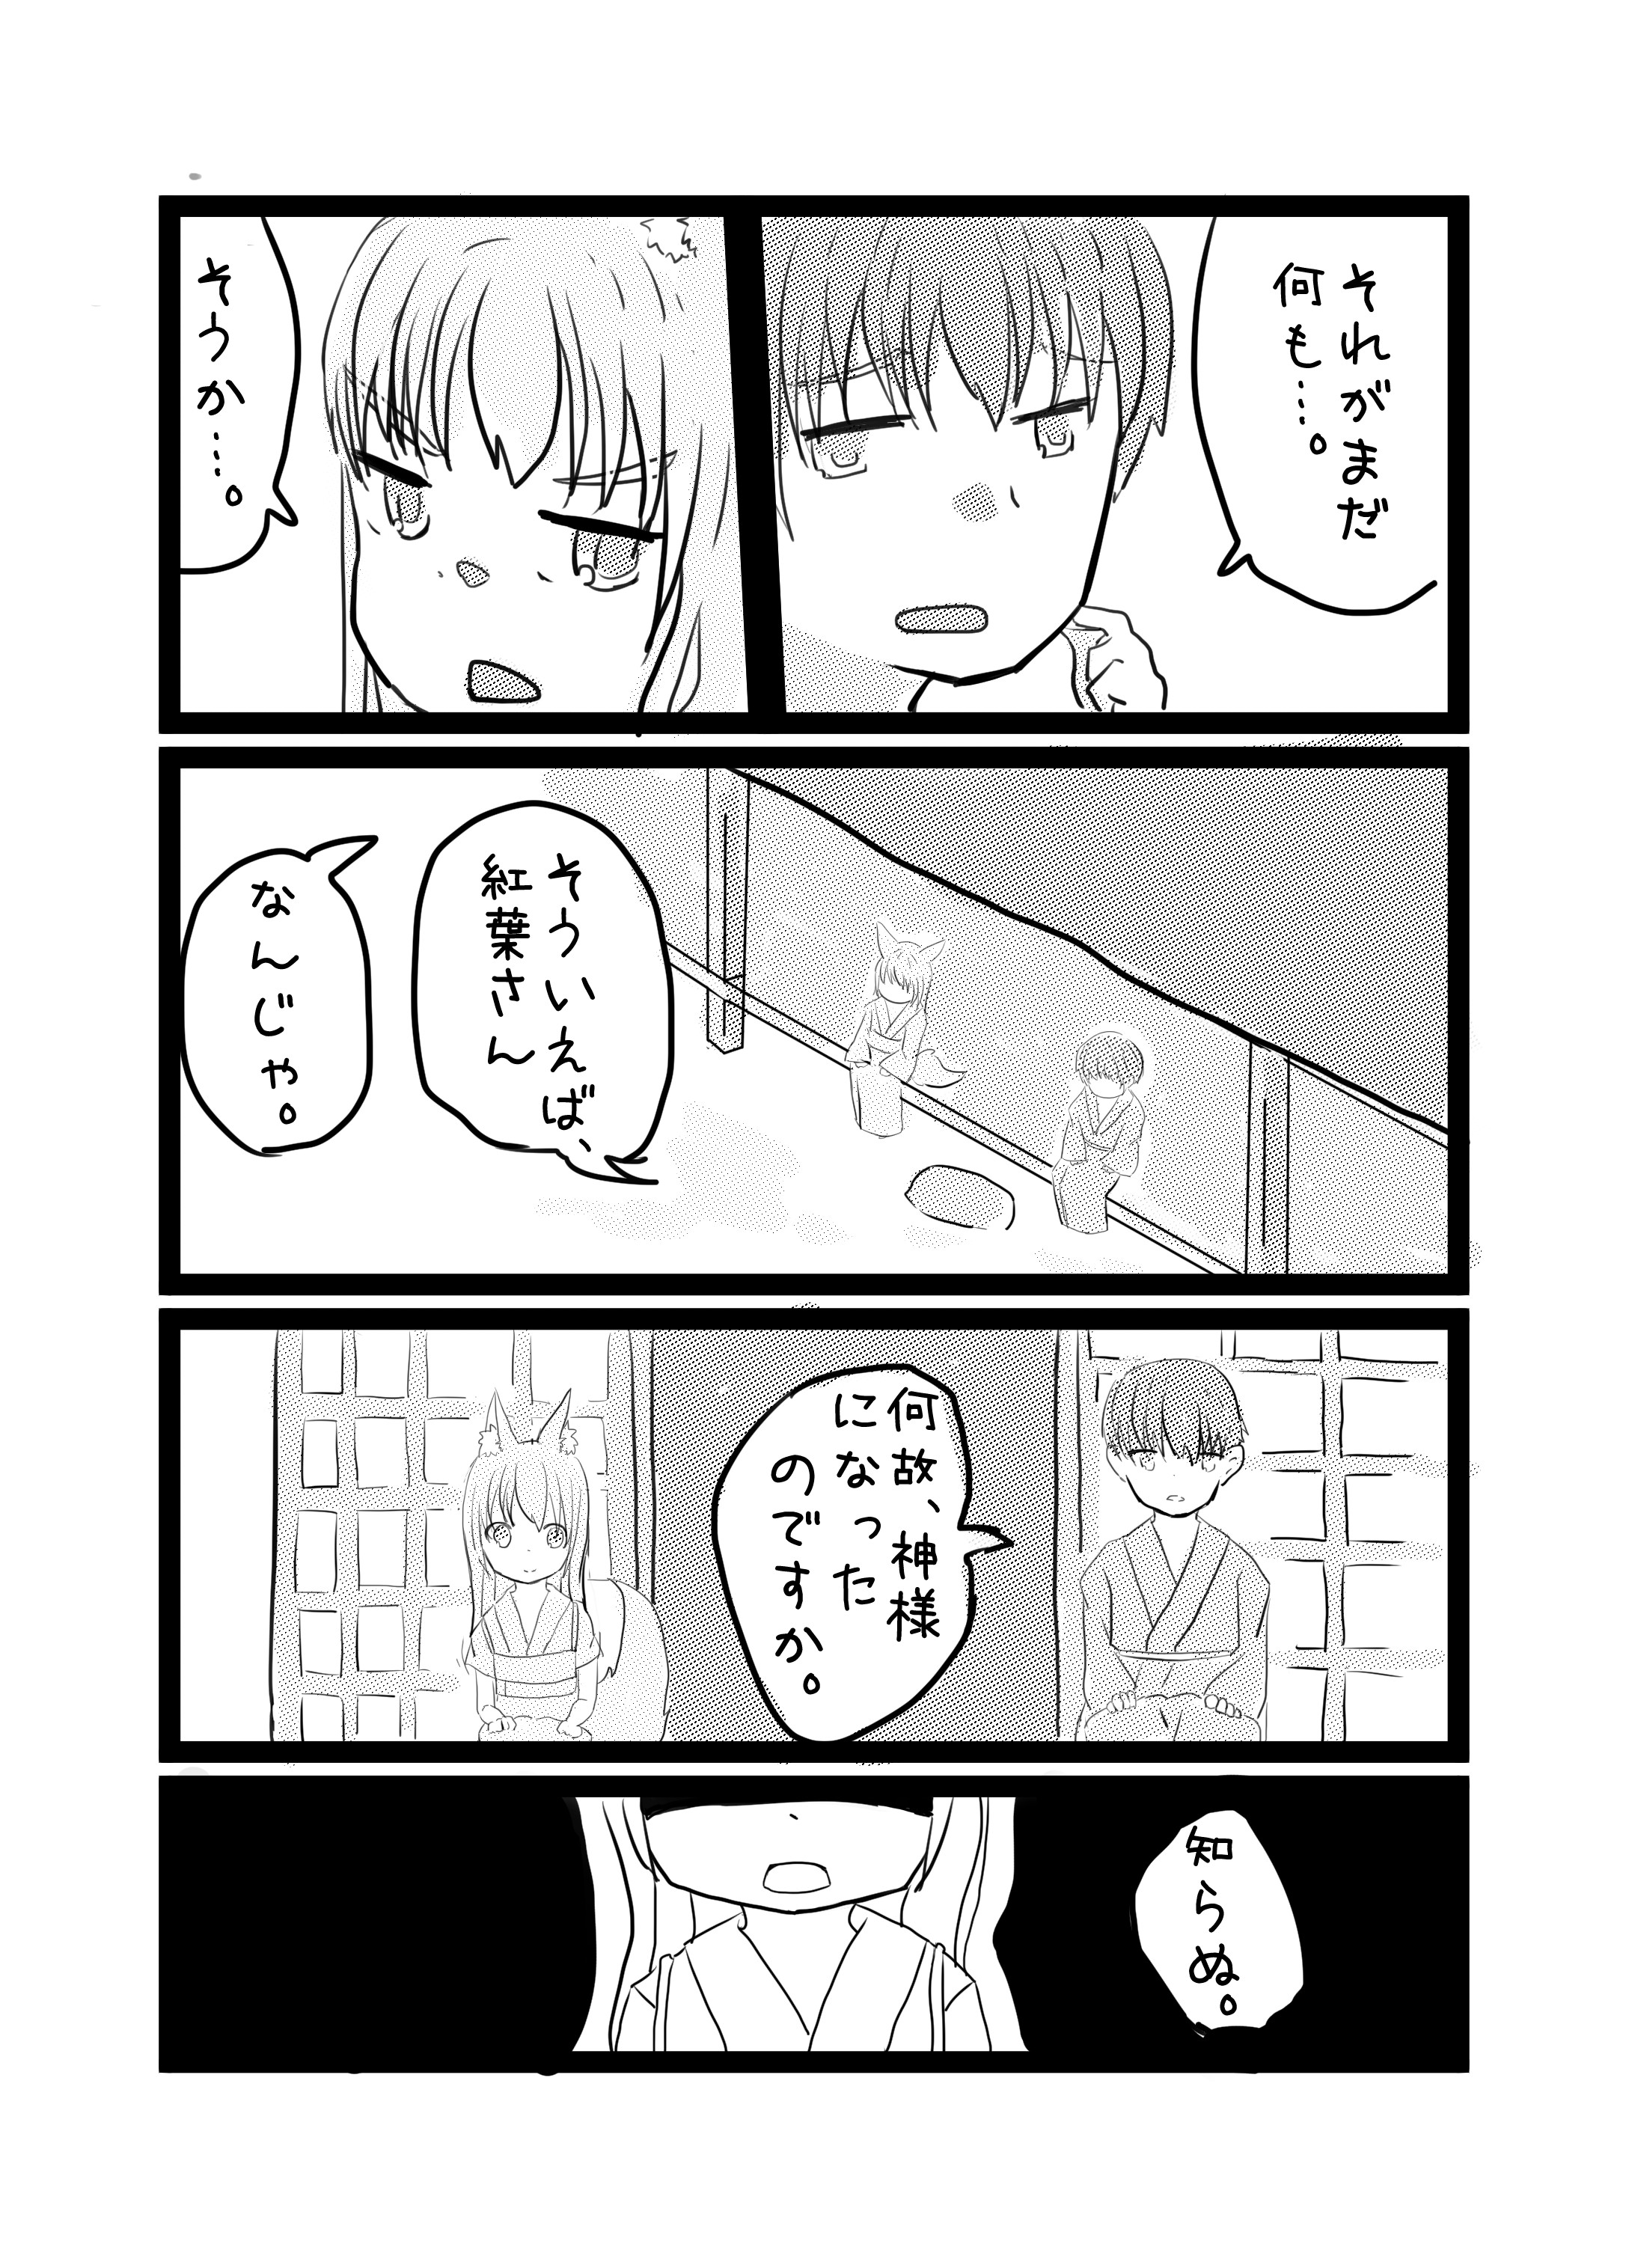 それがまだ
何も…。
そうか…。
そういえば、
紅葉さん
なんじゃ。
何故、神様
になった
のですか。
知らぬ。